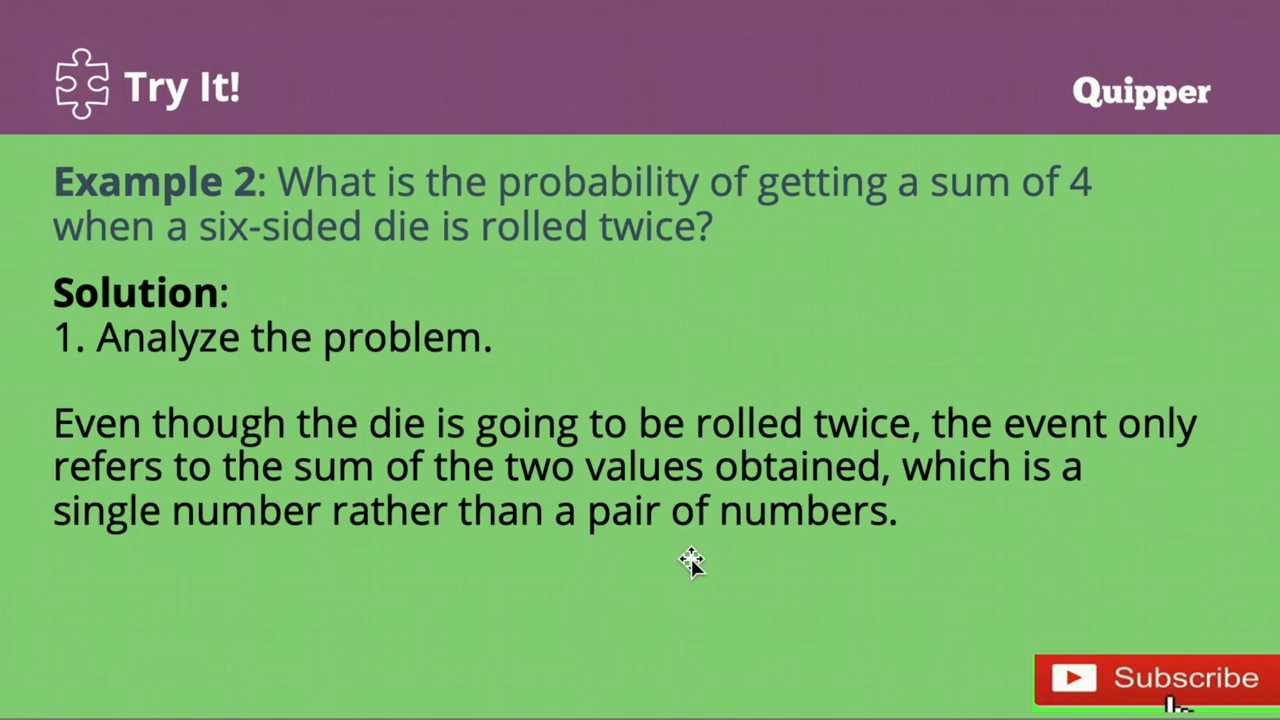 Try It!
Quipper
Example 2: What is the probability of getting a sum of 4
when a six-sided die is rolled twice?
Solution:
1. Analyze the problem.
Even though the die is going to be rolled twice, the event only
refers to the sum of the two values obtained, which is a
single number rather than a pair of numbers.
Subscribe